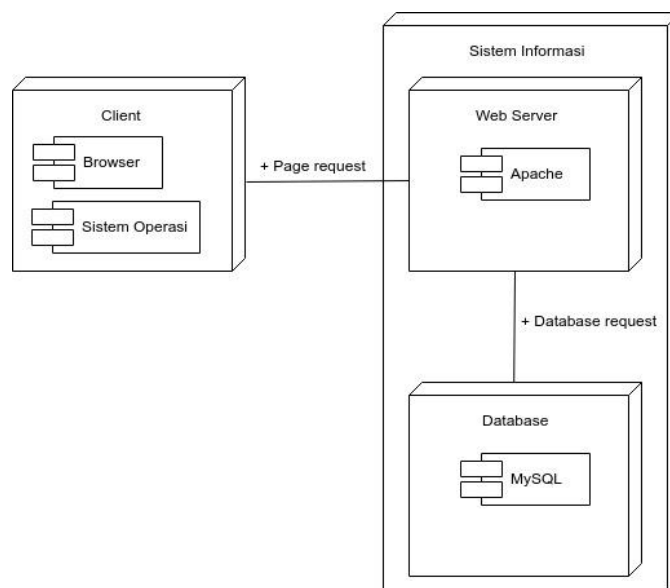 Sistem Informasi
Client
Browser
Sistem Operasi
+ Page request
Web Server
Apache
+ Database request
Database
MySQL